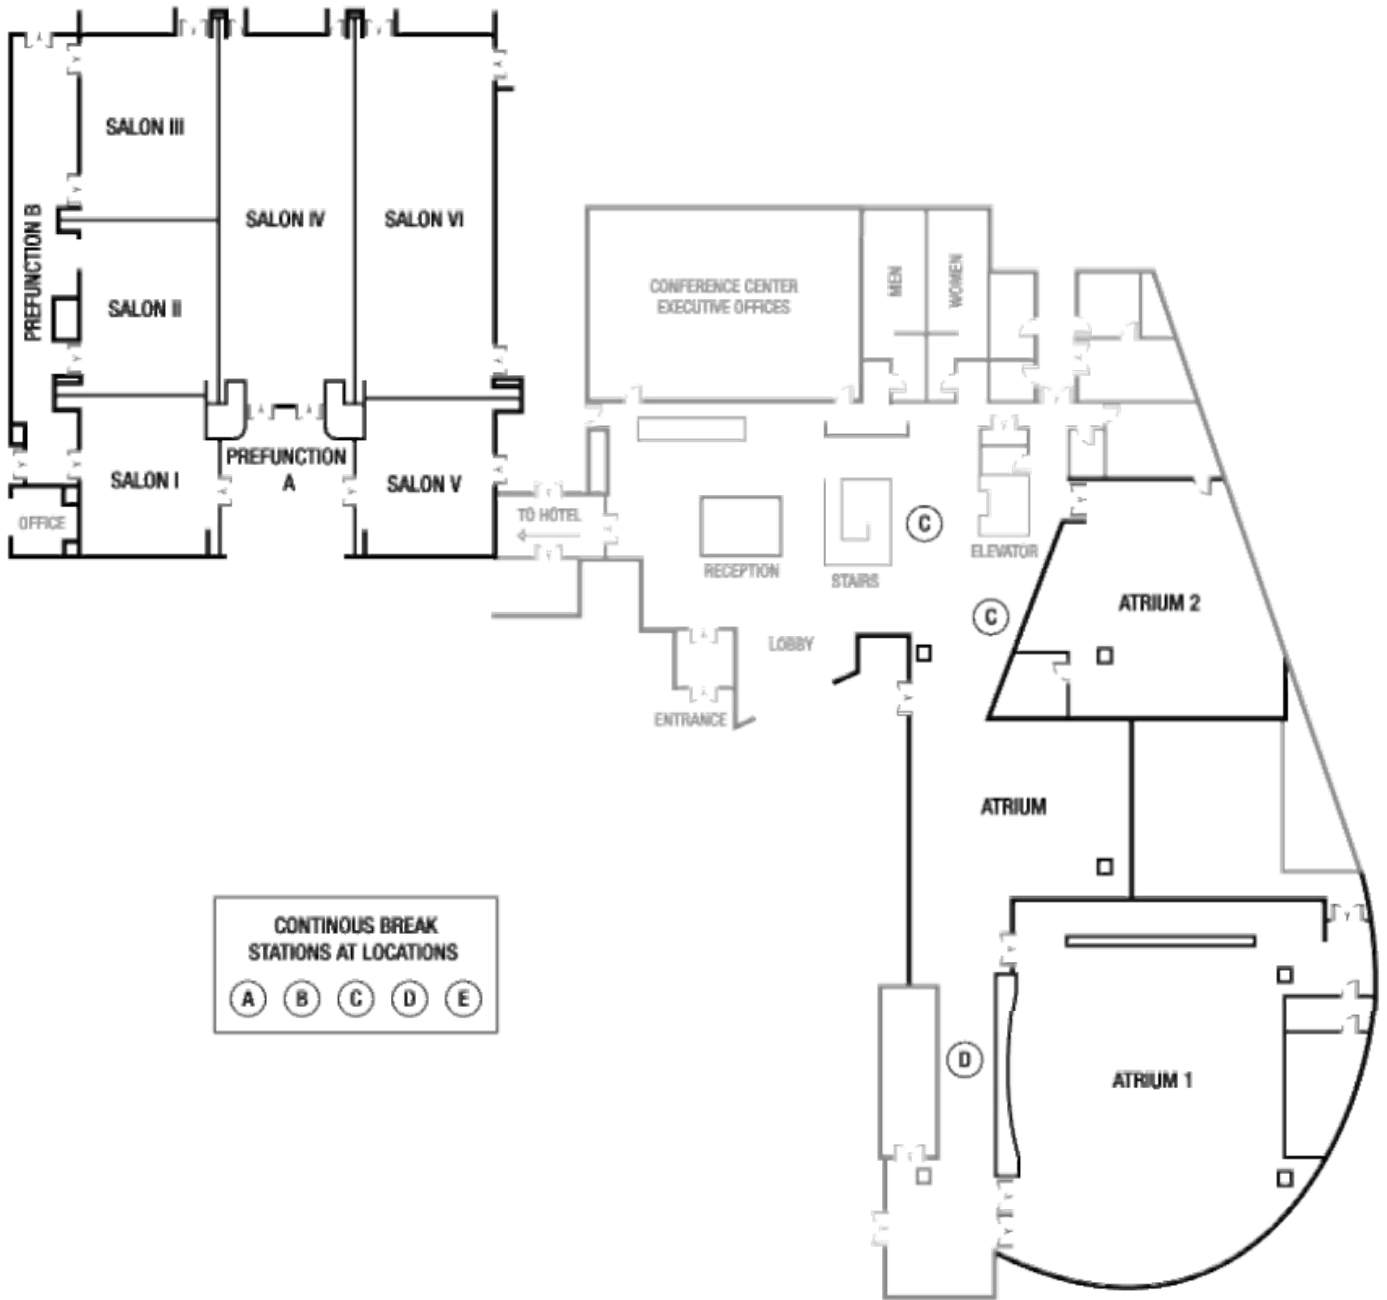 SALON III
SALON IV
SALON VI
PREFUNCTION B
SALON II
CONFERENCE CENTER
EXECUTIVE OFFICES
MEN
WOMEN
PREFUNCTION
A
SALON I
SALON V
OFFICE
TO HOTEL
RECEPTION
STAIRS
C
ELEVATOR
C
ATRIUM 2
LOBBY
ENTRANCE
ATRIUM
CONTINOUS BREAK
STATIONS AT LOCATIONS
A B C D E
D
ATRIUM 1